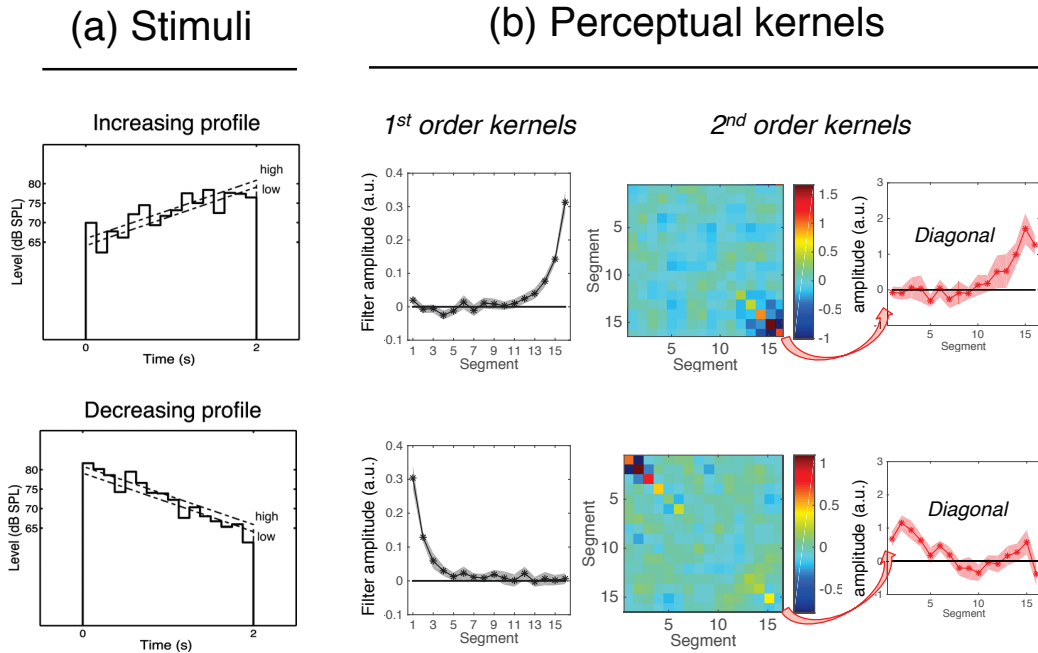 (a) Stimuli
(b) Perceptual kernels
Increasing profile
1st order kernels
2nd order kernels
high
low
80
75
70
65
Level (dB SPL)
0
2
Time (s)
0.4
0.3
0.2
0.1
0
-0.1
Filter amplitude (a.u.)
1 3 5 7 9 11 13 15
Segment
5
10
15
Segment
5 10 15
Segment
1.5
1
0.5
0
-0.5
-1
3
2
1
0
-1
amplitude (a.u.)
Diagonal
5 10 15
Segment
Decreasing profile
high
low
80
75
70
65
Level (dB SPL)
0
2
Time (s)
0.4
0.3
0.2
0.1
0
-0.1
Filter amplitude (a.u.)
1 3 5 7 9 11 13 15
Segment
5
10
15
Segment
5 10 15
Segment
1
0.5
0
-0.5
3
2
1
0
-1
amplitude (a.u.)
Diagonal
5 10 15
Segment